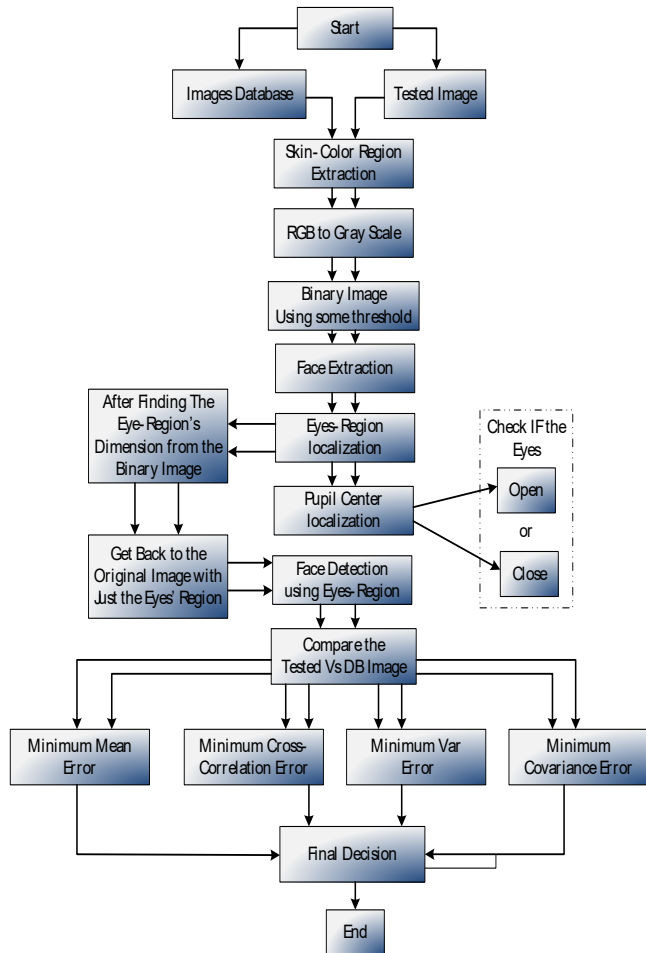 Start
Images Database
Tested Image
Skin-Color Region
Extraction
RGB to Gray Scale
Binary Image
Using some threshold
Face Extraction
After Finding The
Eye-Region's
Dimension from the
Binary Image
Eyes-Region
localization
Check IF the
Eyes
Open
or
Close
Pupil Center
localization
Get Back to the
Original Image with
Just the Eyes' Region
Face Detection
using Eyes-Region
Compare the
Tested Vs DB Image
Minimum Mean
Error
Minimum Cross-
Correlation Error
Minimum Var
Error
Minimum
Covariance Error
Final Decision
End